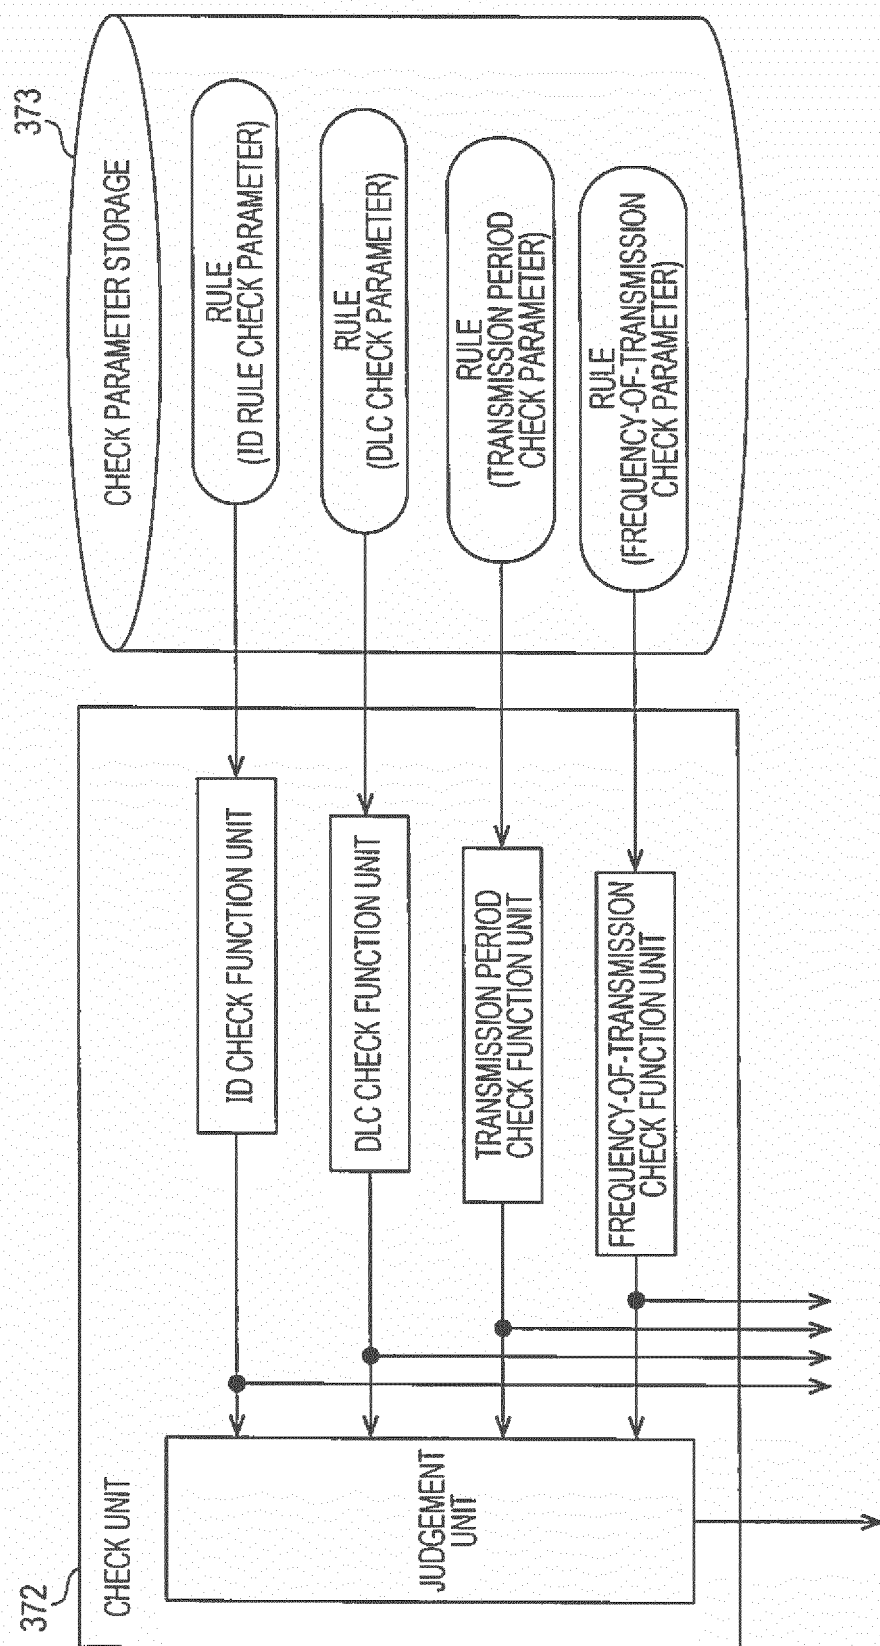 373
CHECK PARAMETER STORAGE
RULE
(ID RULE CHECK PARAMETER)
RULE
(DLC CHECK PARAMETER)
RULE
(TRANSMISSION PERIOD
CHECK PARAMETER)
RULE
(FREQUENCY-OF-TRANSMISSION
CHECK PARAMETER)
372
CHECK UNIT
ID CHECK FUNCTION UNIT
DLC CHECK FUNCTION UNIT
TRANSMISSION PERIOD
CHECK FUNCTION UNIT
FREQUENCY-OF-TRANSMISSION
CHECK FUNCTION UNIT
JUDGEMENT
UNIT